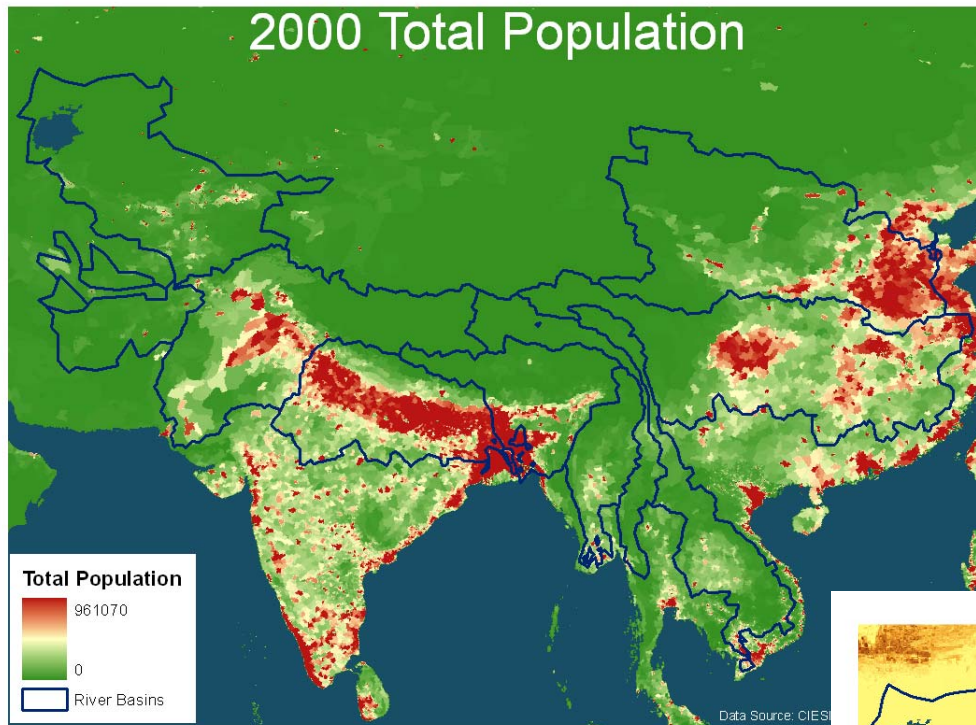 2000 Total Population
Total Population
961070
0
River Basins
Data Source: CIESI